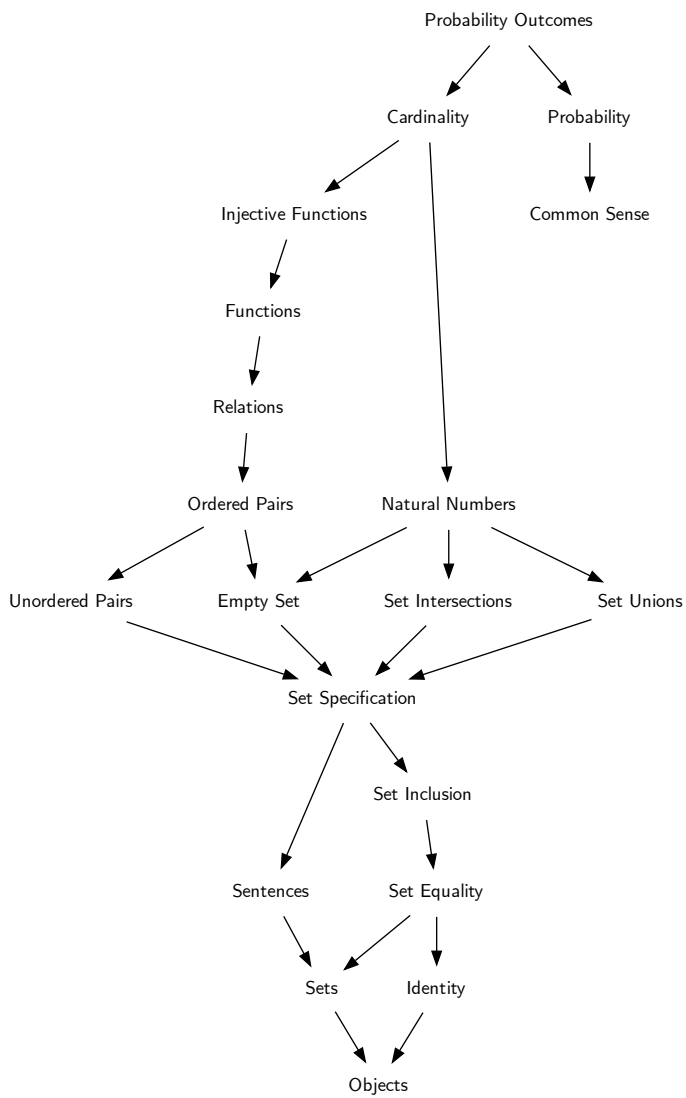 Probability Outcomes
Cardinality
Probability
Injective Functions
Common Sense
Functions
Relations
Ordered Pairs
Natural Numbers
Unordered Pairs
Empty Set
Set Intersections
Set Unions
Set Specification
Set Inclusion
Sentences
Set Equality
Sets
Identity
Objects